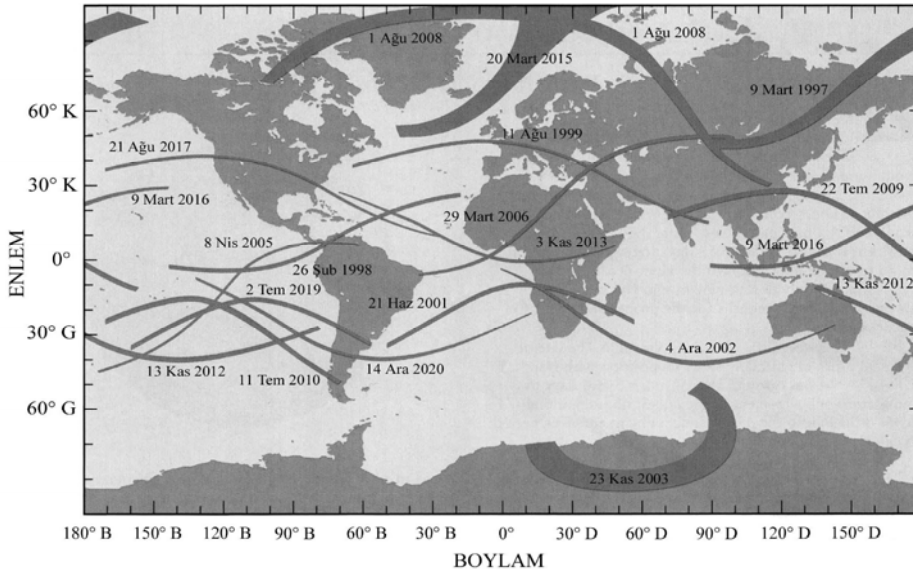 1 Ağu 2008
1 Ağu 2008
20 Mart 2015
9 Mart 1997
60° K
11 Ağu 1999
21 Ağu 2017
30° K
9 Mart 2016
22 Tem 2009
29 Mart 2006
8 Nis 2005
3 Kas 2013
9 Mart 2016
0°
26 Şub 1998
2 Tem 2019
13 Kas 2012
21 Haz 2001
ENLEM
30° G
4 Ara 2002
13 Kas 2012
14 Ara 2020
11 Tem 2010
60° G
23 Kas 2003
180° B 150° B 120° B 90° B 60° B 30° B 0° 30° D 60° D 90° D 120° D 150° D
BOYLAM